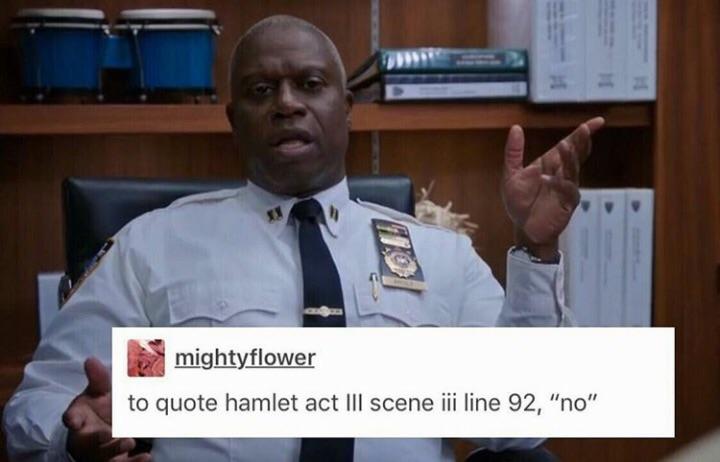 mightyflower
to quote hamlet act III scene iii line 92, “no”